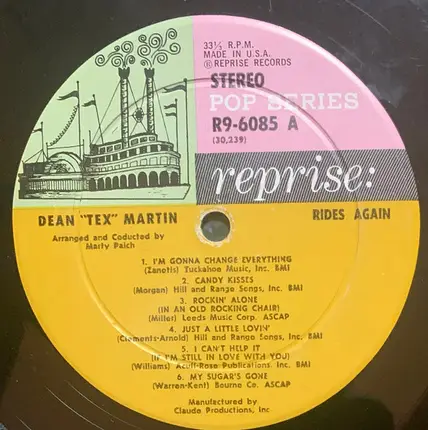 33⅓ R.P.M.
MADE IN U.S.A.
Ⓡ REPRISE RECORDS
STEREO
POP SERIES
R9-6085 A
(30,239)
reprise:
DEAN "TEX" MARTIN
RIDES AGAIN
Arranged and Conducted by
Marty Paich
1. I'M GONNA CHANGE EVERYTHING
(Zanetis) Tuckahoe Music, Inc. BMI
2. CANDY KISSES
(Morgan) Hill and Range Songs, Inc. BMI
3. ROCKIN' ALONE
(IN AN OLD ROCKING CHAIR)
(Miller) Leeds Music Corp. ASCAP
4. JUST A LITTLE LOVIN'
(Clements-Arnold) Hill and Range Songs, Inc. BMI
5. I CAN'T HELP IT
(IF I'M STILL IN LOVE WITH YOU)
(Williams) Acuff-Rose Publications, Inc. BMI
6. MY SUGAR'S GONE
(Warren-Kent) Bourne Co. ASCAP
Manufactured by
Claude Productions, Inc